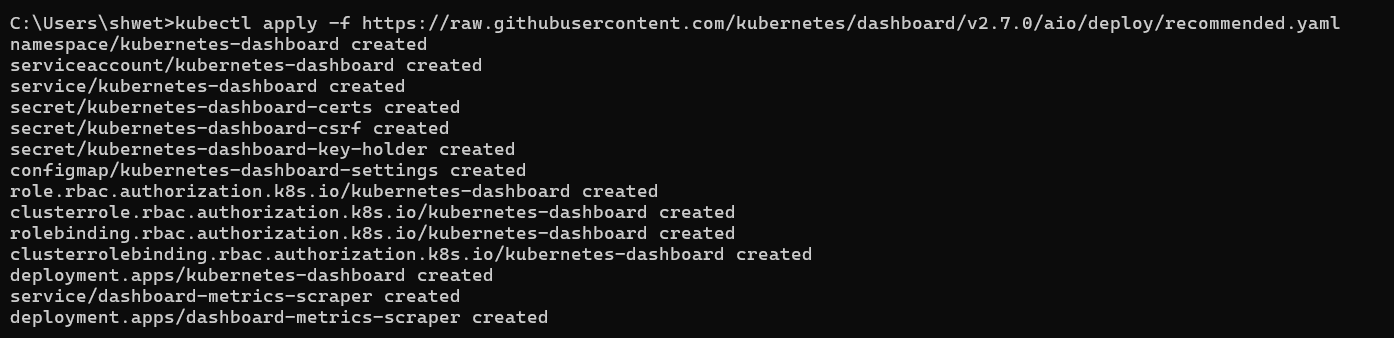 C:\Users\shwet>kubectl apply -f https://raw.githubusercontent.com/kubernetes/dashboard/v2.7.0/aio/deploy/recommended.yaml
namespace/kubernetes-dashboard created
serviceaccount/kubernetes-dashboard created
service/kubernetes-dashboard created
secret/kubernetes-dashboard-certs created
secret/kubernetes-dashboard-csrf created
secret/kubernetes-dashboard-key-holder created
configmap/kubernetes-dashboard-settings created
role.rbac.authorization.k8s.io/kubernetes-dashboard created
clusterrole.rbac.authorization.k8s.io/kubernetes-dashboard created
rolebinding.rbac.authorization.k8s.io/kubernetes-dashboard created
clusterrolebinding.rbac.authorization.k8s.io/kubernetes-dashboard created
deployment.apps/kubernetes-dashboard created
service/dashboard-metrics-scraper created
deployment.apps/dashboard-metrics-scraper created